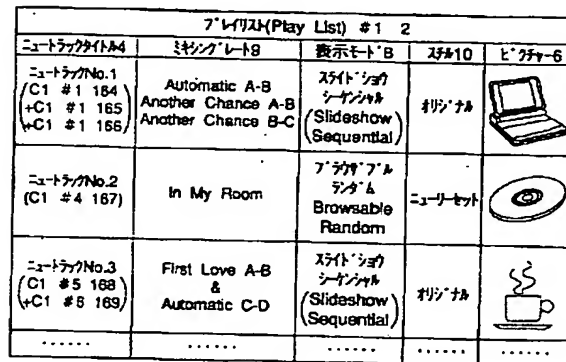 プレイリスト(Play List) #1 2
ニュートラックタイトル4 ミキシングレート9 表示モード8 スチル10 ピクチャー6
ニュートラックNo.1
(C1 #1 164)
+C1 #1 165
+C1 #1 166)
Automatic A-B
Another Chance A-B
Another Chance B-C
スライドショウ
シーケンシャル
(Slideshow
Sequential)
オリジナル
ニュートラックNo.2
(C1 #4 167)
In My Room
ブラウザブル
ランダム
Browsable
Random
ニューリーセット
ニュートラックNo.3
(C1 #5 168)
+C1 #6 169)
First Love A-B
&
Automatic C-D
スライドショウ
シーケンシャル
(Slideshow
Sequential)
オリジナル
...... ...... ...... ...... ......